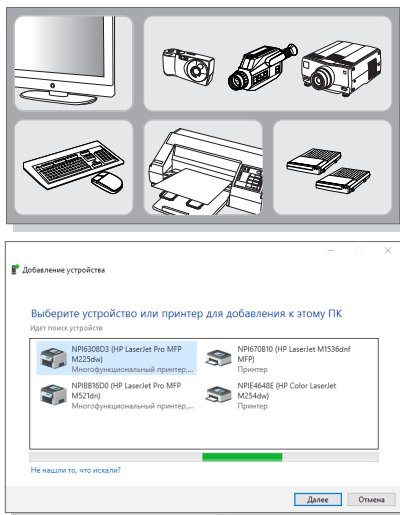 Добавление устройства
Выберите устройство или принтер для добавления к этому ПК
Идет поиск устройств
NPI6308D3 (HP LaserJet Pro MFP
M225dw)
Многофункциональный принтер,...
NPI670B10 (HP LaserJet M1536dnf
MFP)
Принтер
NPIB816D0 (HP LaserJet Pro MFP
M521dn)
Многофункциональный принтер,...
NPIE4648E (HP Color LaserJet
M254dw)
Принтер
Не нашли то, что искали?
Далее
Отмена